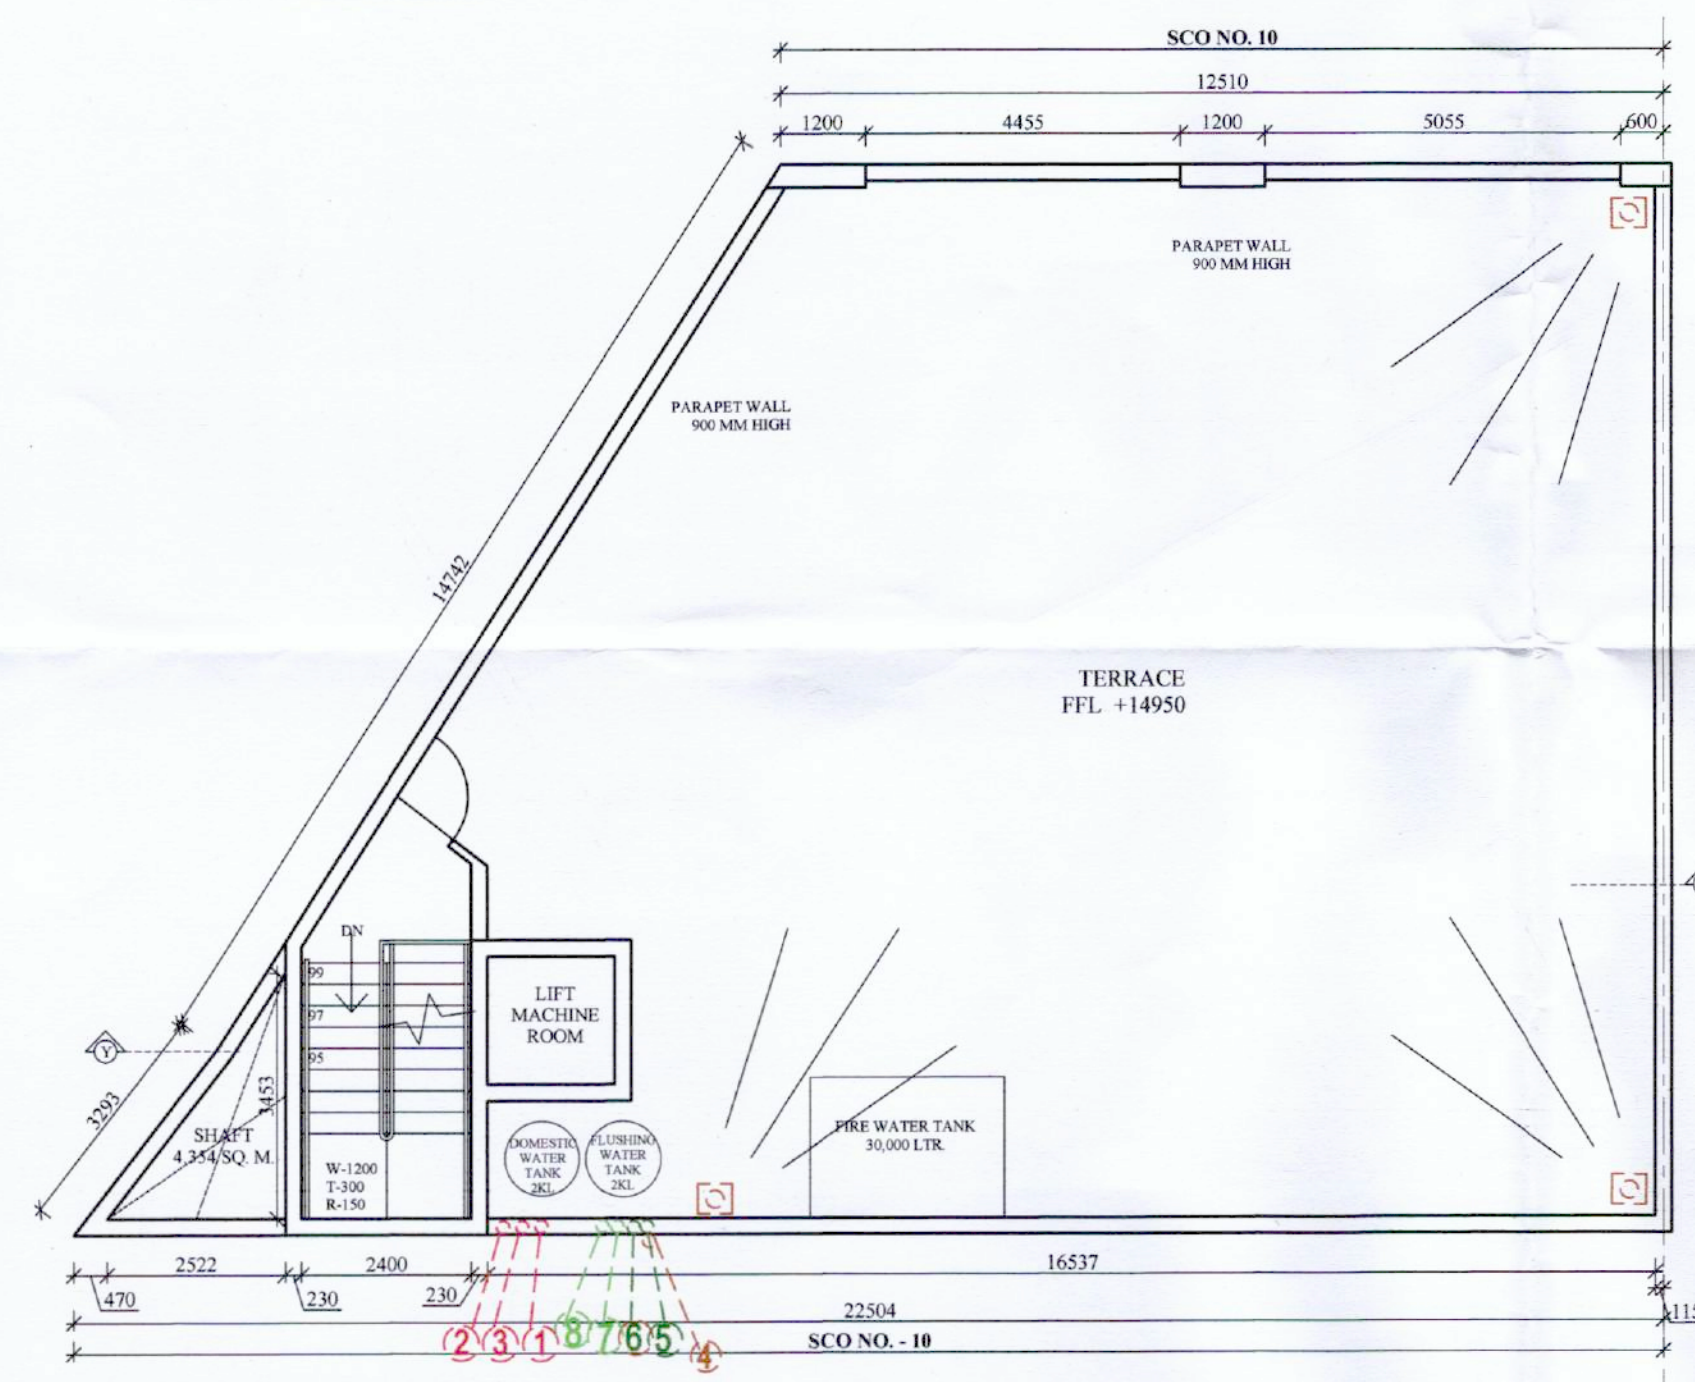 SCO NO. 10
12510
1200 4455 1200 5055 600
PARAPET WALL
900 MM HIGH
PARAPET WALL
900 MM HIGH
14742
TERRACE
FFL +14950
DN
99
97
95
LIFT
MACHINE
ROOM
Y
3293
3453
SHAFT
4.354 SQ. M.
W-1200
T-300
R-150
DOMESTIC
WATER
TANK
2KL
FLUSHING
WATER
TANK
2KL
FIRE WATER TANK
30,000 LTR.
2522 2400 16537
470 230 230
22504 115
2 3 1 8 7 6 5 4
SCO NO. - 10